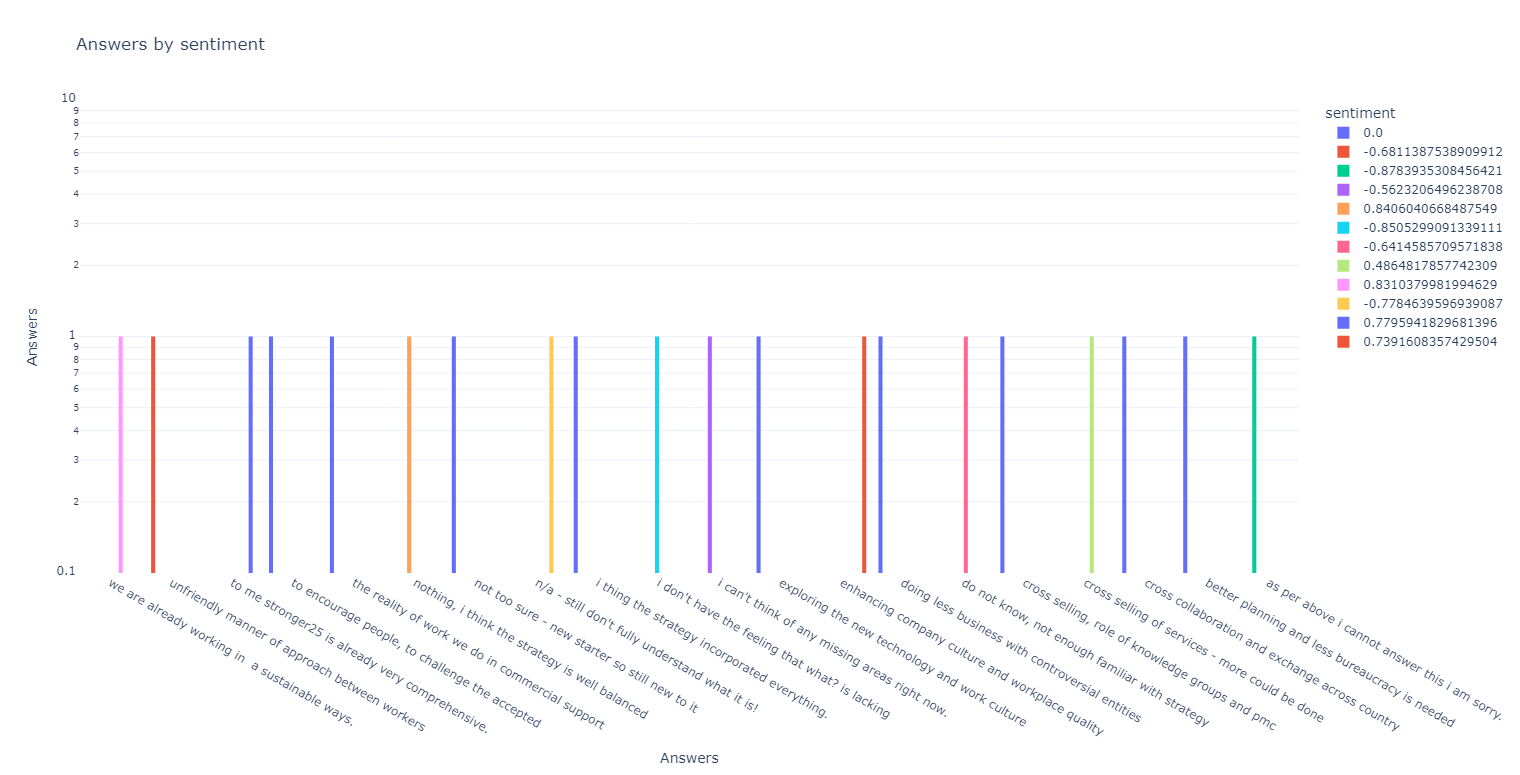 Answers by sentiment
10
9
8
7
6
5
4
3
2
1
9
8
7
6
5
4
3
2
0.1
Answers
we are already working in  a sustainable ways.
unfriendly manner of approach between workers
to me stronger25 is already very comprehensive.
to encourage people, to challenge the accepted
the reality of work we do in commercial support
nothing, i think the strategy is well balanced
not too sure - new starter so still new to it
n/a - still don't fully understand what it is!
i thing the strategy incorporated everything.
i don't have the feeling that what? is lacking
i can't think of any missing areas right now.
exploring the new technology and work culture
enhancing company culture and workplace quality
doing less business with controversial entities
do not know, not enough familiar with strategy
cross selling, role of knowledge groups and pmc
cross selling of services - more could be done
cross collaboration and exchange across country
better planning and less bureaucracy is needed
as per above i cannot answer this i am sorry.
Answers
sentiment
0.0
-0.6811387538909912
-0.8783935308456421
-0.5623206496238708
0.8406040668487549
-0.8505299091339111
-0.6414585709571838
0.4864817857742309
0.8310379981994629
-0.7784639596939087
0.7795941829681396
0.7391608357429504